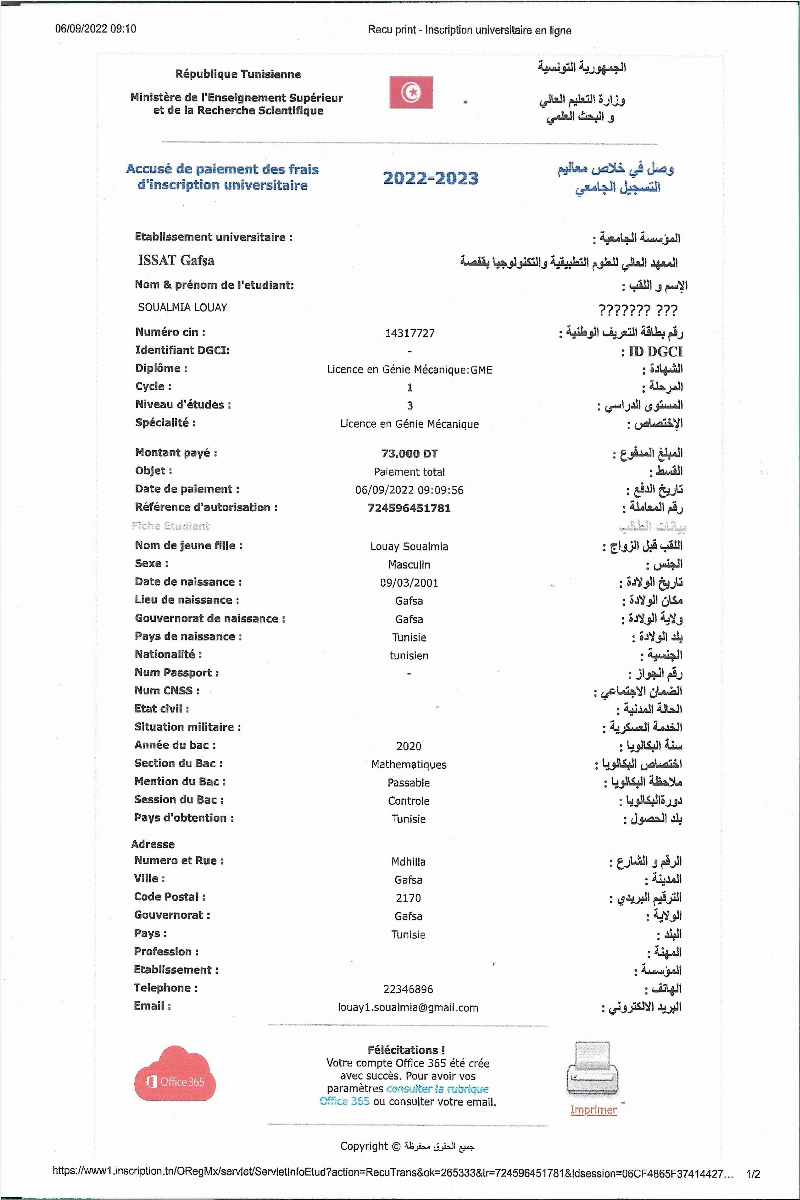 06/09/2022 09:10 Racu print - Inscription universitaire en ligne
République Tunisienne الجمهورية التونسية
Ministère de l'Enseignement Supérieur وزارة التعليم العالي
et de la Recherche Scientifique و البحث العلمي
Accusé de paiement des frais 2022-2023 وصل في خلاص معاليم
d'inscription universitaire التسجيل الجامعي
Etablissement universitaire : المؤسسة الجامعية :
ISSAT Gafsa المعهد العالي للعلوم التطبيقية والتكنولوجيا بقفصة
Nom & prénom de l'etudiant: الإسم و اللقب :
SOUALMIA LOUAY ??????? ???
Numéro cin : 14317727 رقم بطاقة التعريف الوطنية :
Identifiant DGCI: - ID DGCI :
Diplôme : Licence en Génie Mécanique:GME الشهادة :
Cycle : 1 المرحلة :
Niveau d'études : 3 المستوى الدراسي :
Spécialité : Licence en Génie Mécanique الإختصاص :
Montant payé : 73.000 DT المبلغ المدفوع :
Objet : Paiement total القسط :
Date de paiement : 06/09/2022 09:09:56 تاريخ الدفع :
Référence d'autorisation : 724596451781 رقم المعاملة :
Fiche Etudiant بيانات الطالب
Nom de jeune fille : Louay Soualmia اللقب قبل الزواج :
Sexe : Masculin الجنس :
Date de naissance : 09/03/2001 تاريخ الولادة :
Lieu de naissance : Gafsa مكان الولادة :
Gouvernorat de naissance : Gafsa ولاية الولادة :
Pays de naissance : Tunisie بلد الولادة :
Nationalité : tunisien الجنسية :
Num Passport : - رقم الجواز :
Num CNSS : الضمان الاجتماعي :
Etat civil : الحالة المدنية :
Situation militaire : الخدمة العسكرية :
Année du bac : 2020 سنة البكالوريا :
Section du Bac : Mathematiques اختصاص البكالوريا :
Mention du Bac : Passable ملاحظة البكالوريا :
Session du Bac : Controle دورةالبكالوريا :
Pays d'obtention : Tunisie بلد الحصول :
Adresse
Numero et Rue : Mdhilla الرقم و الشارع :
Ville : Gafsa المدينة :
Code Postal : 2170 الترقيم البريدي :
Gouvernorat : Gafsa الولاية :
Pays : Tunisie البلد :
Profession : المهنة :
Etablissement : المؤسسة :
Telephone : 22346896 الهاتف :
Email : louay1.soualmia@gmail.com البريد الالكتروني :
Office 365
Félécitations !
Votre compte Office 365 été crée
avec succès. Pour avoir vos
paramètres consulter la rubrique
Office 365 ou consulter votre email.
Imprimer
Copyright © جميع الحقوق محفوظة
https://www1.inscription.tn/ORegMx/servlet/ServletInfoEtud?action=RecuTrans&ok=265333&tr=724596451781&Idsession=06CF4865F37414427... 1/2